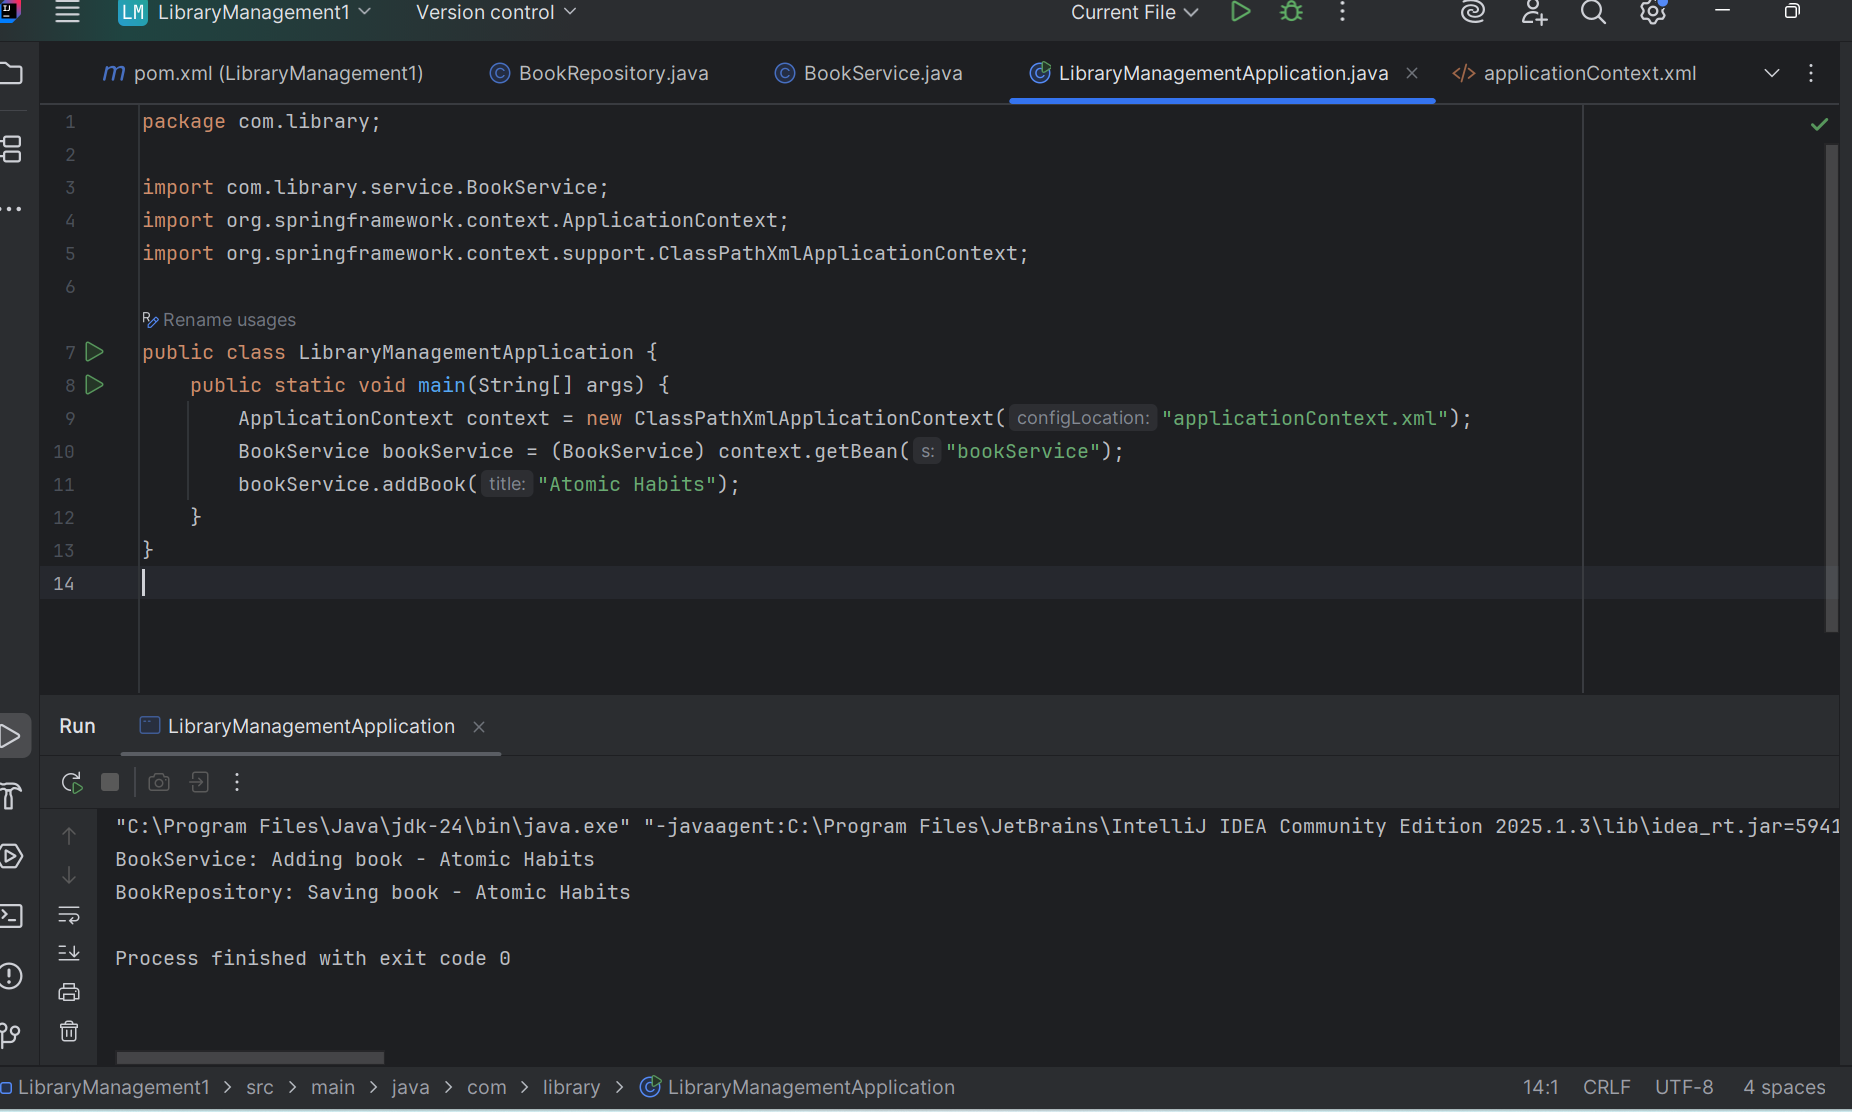 LM LibraryManagement1 Version control Current File
pom.xml (LibraryManagement1) BookRepository.java BookService.java LibraryManagementApplication.java applicationContext.xml
1 package com.library;
2
3 import com.library.service.BookService;
4 import org.springframework.context.ApplicationContext;
5 import org.springframework.context.support.ClassPathXmlApplicationContext;
6
Rename usages
7 public class LibraryManagementApplication {
8 public static void main(String[] args) {
9 ApplicationContext context = new ClassPathXmlApplicationContext( configLocation: "applicationContext.xml");
10 BookService bookService = (BookService) context.getBean( s: "bookService");
11 bookService.addBook( title: "Atomic Habits");
12 }
13 }
14
Run LibraryManagementApplication
"C:\Program Files\Java\jdk-24\bin\java.exe" "-javaagent:C:\Program Files\JetBrains\IntelliJ IDEA Community Edition 2025.1.3\lib\idea_rt.jar=5941
BookService: Adding book - Atomic Habits
BookRepository: Saving book - Atomic Habits
Process finished with exit code 0
LibraryManagement1 > src > main > java > com > library > LibraryManagementApplication 14:1 CRLF UTF-8 4 spaces